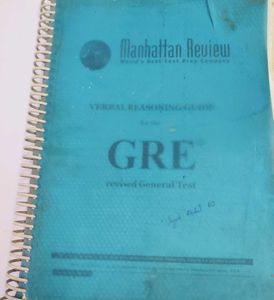 Manhattan Review
World's Best Test Prep Company
VERBAL REASONING GUIDE
for the
GRE®
revised General Test